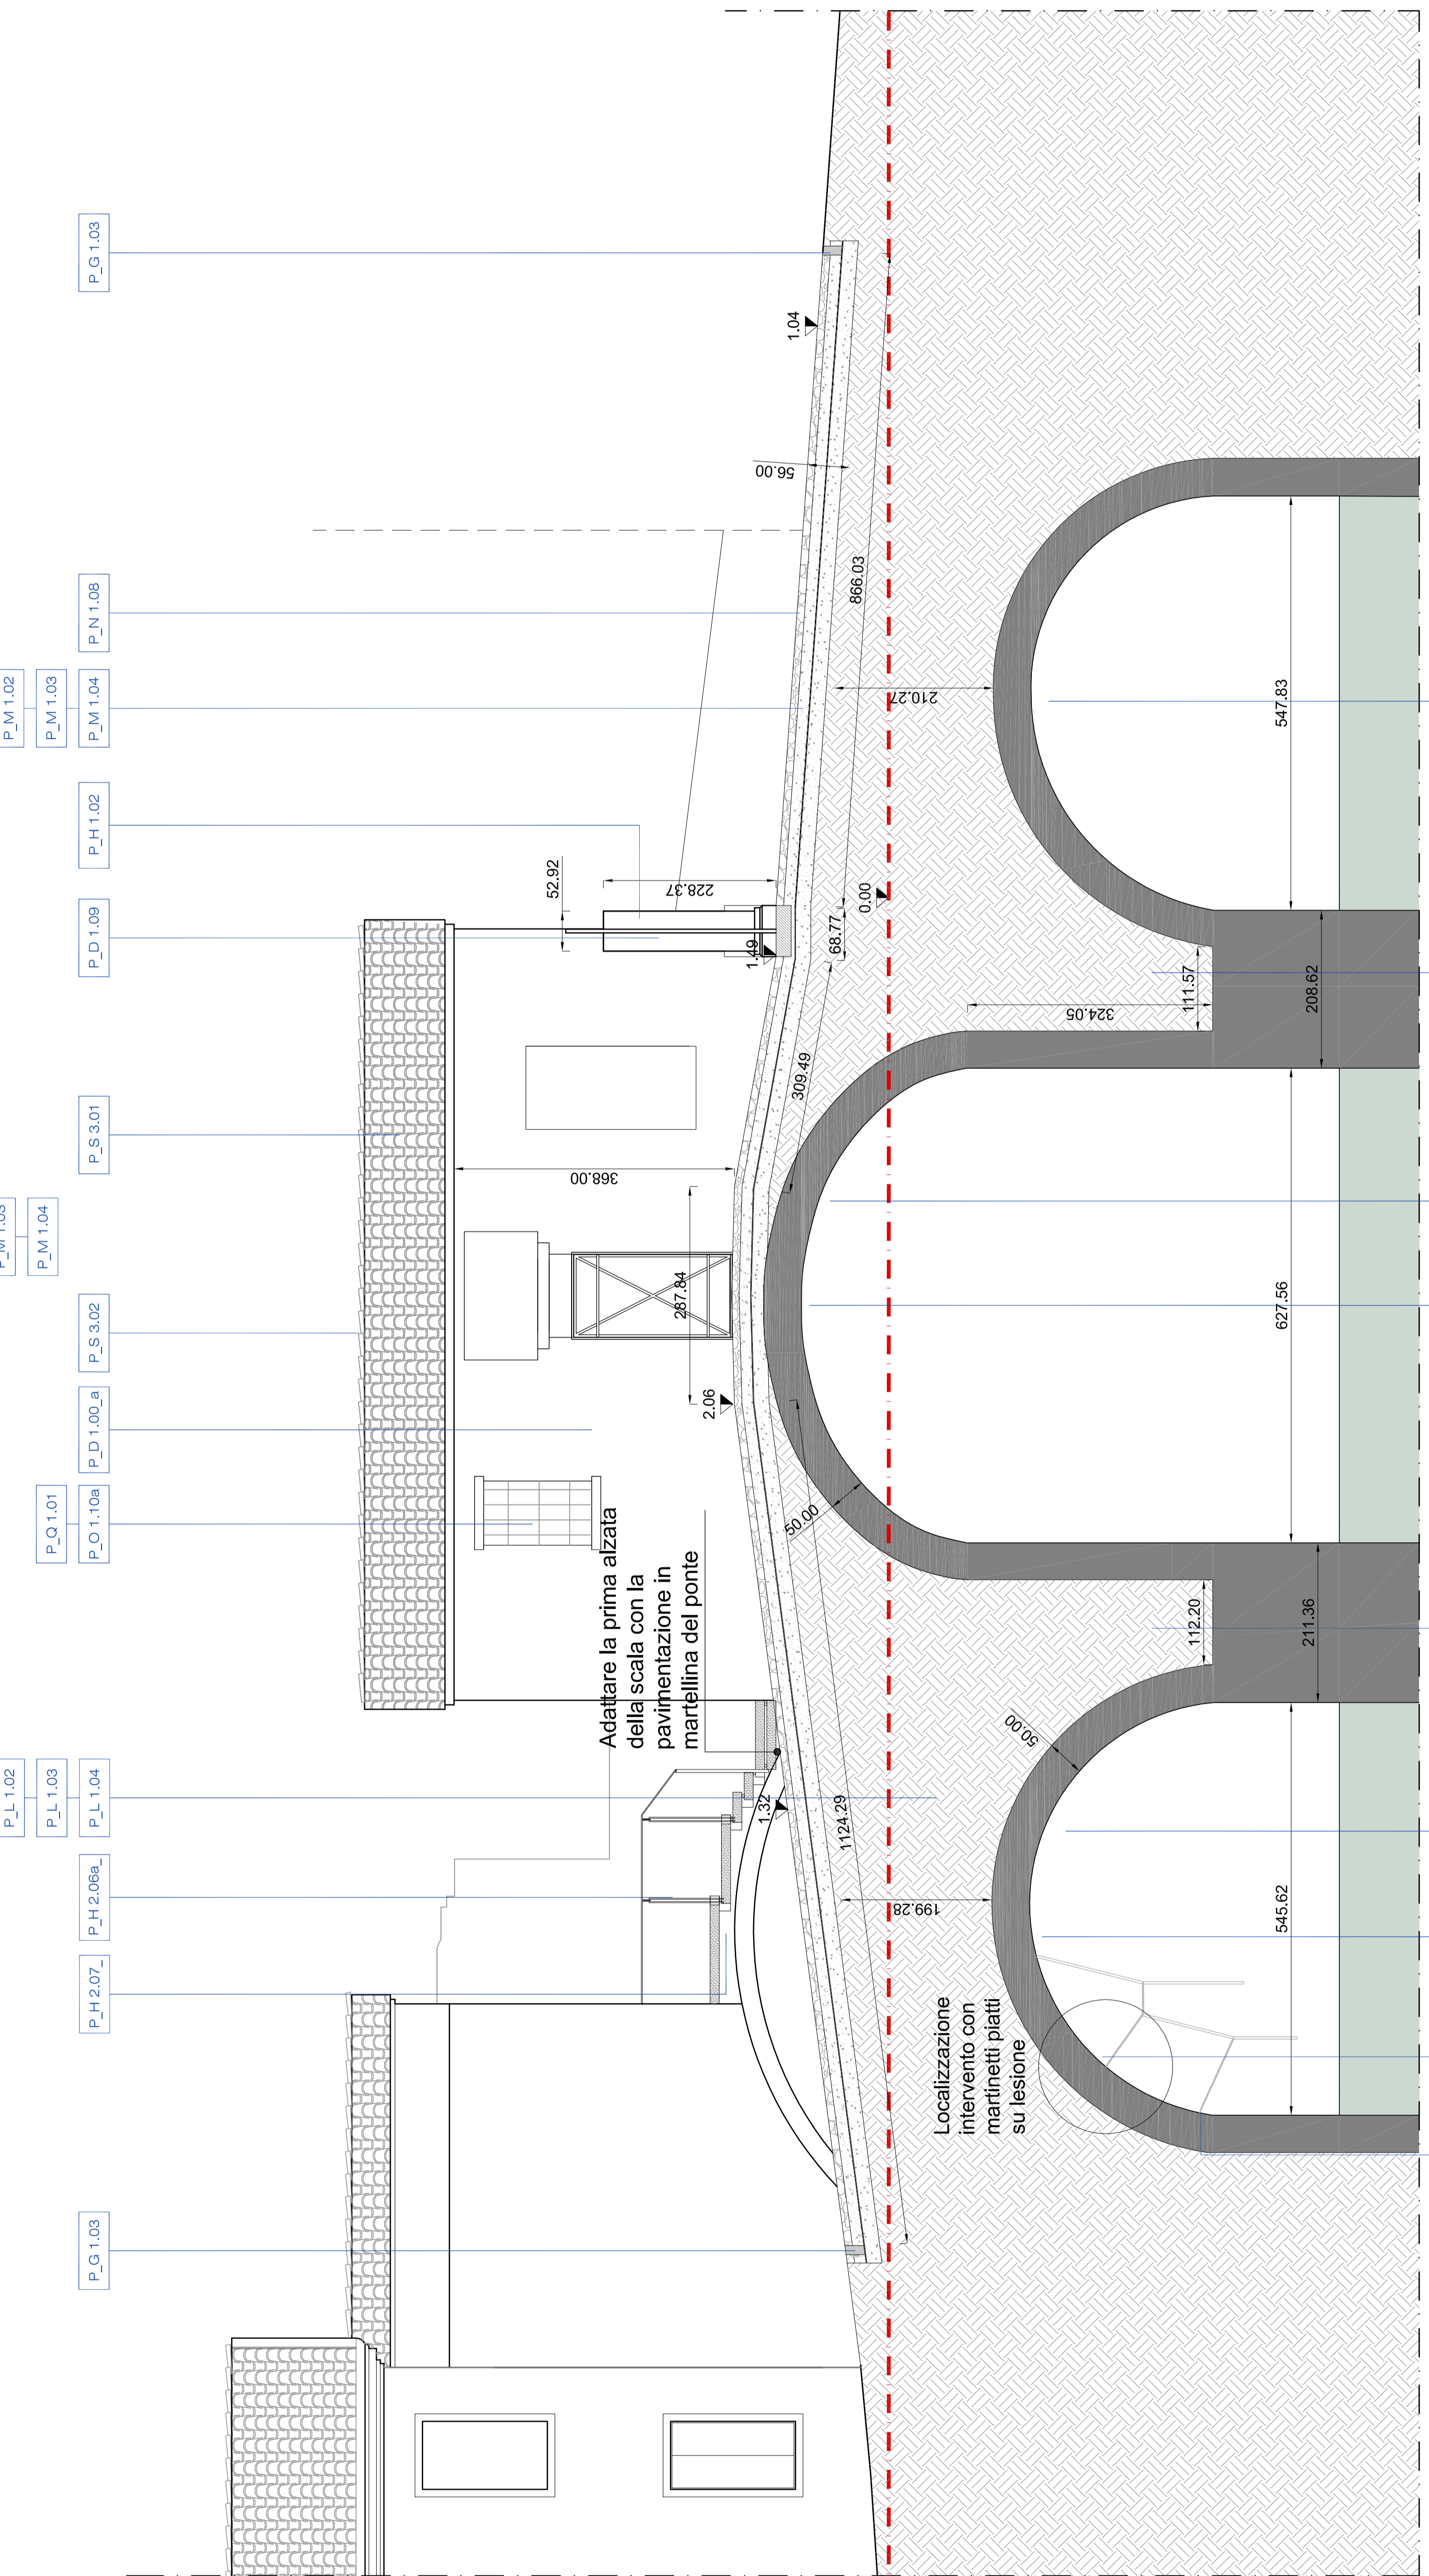 P_L 1.02
P_M 1.03
P_M 1.02
P_L 1.03
P_Q 1.01
P_M 1.04
P_M 1.03
P_G 1.03
P_H 2.07_
P_H 2.06a_
P_L 1.04
P_O 1.10a
P_D 1.00_a
P_S 3.02
P_S 3.01
P_D 1.09
P_H 1.02
P_M 1.04
P_N 1.08
P_G 1.03
368.00
52.92
228.37
Adattare la prima alzata
della scala con la
pavimentazione in
martellina del ponte
287.84
2.06
1.49
1.32
56.00
1.04
50.00
309.49
68.77
1124.29
866.03
0.00
199.28
210.27
Localizzazione
intervento con
martinetti piatti
su lesione
50.00
324.05
112.20
111.57
545.62
211.36
627.56
208.62
547.83